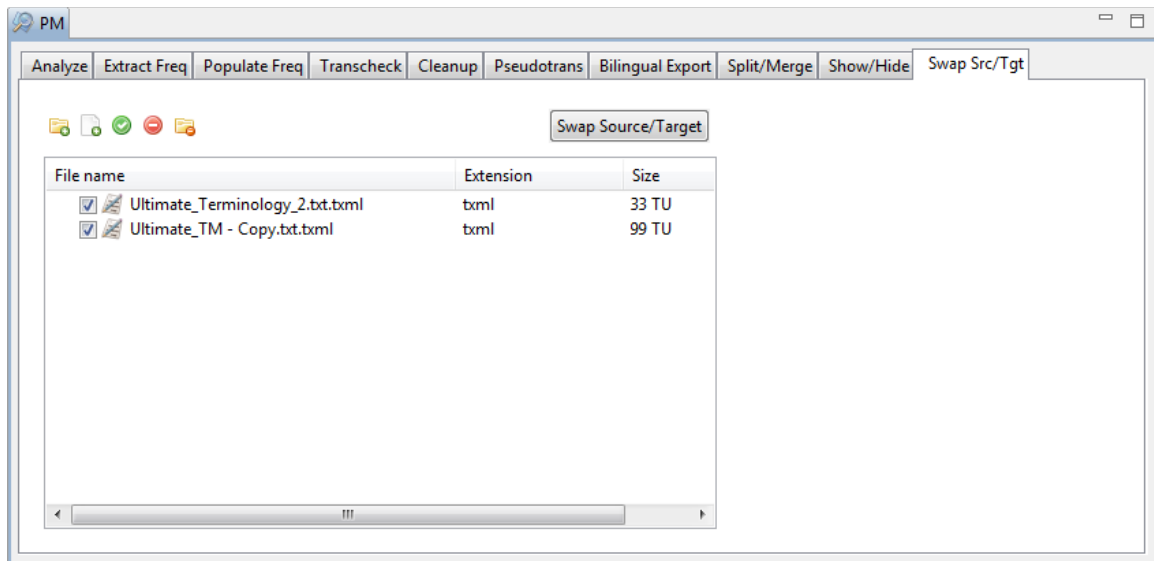 PM
Analyze Extract Freq Populate Freq Transcheck Cleanup Pseudotrans Bilingual Export Split/Merge Show/Hide Swap Src/Tgt
Swap Source/Target
File name Extension Size
Ultimate_Terminology_2.txt.txml txml 33 TU
Ultimate_TM - Copy.txt.txml txml 99 TU